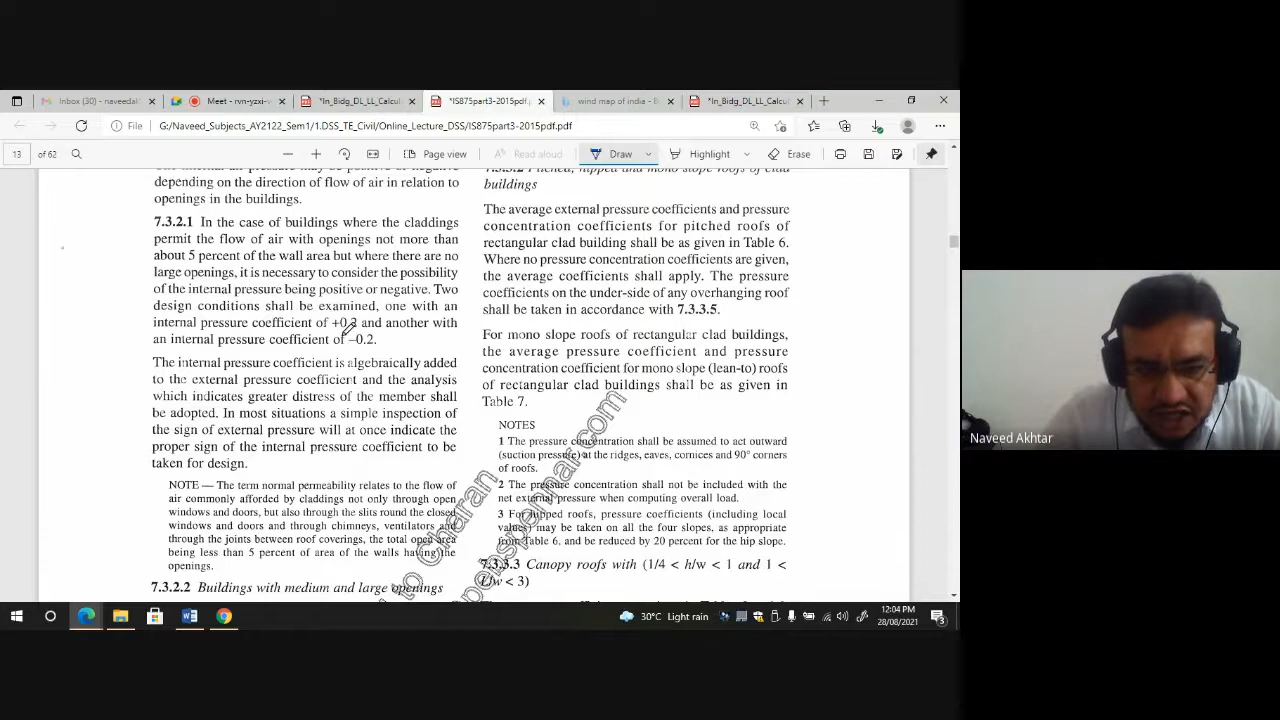 Inbox (30) - naveedal
Meet - rvn-yzxi-v
*In_Bidg_DL_LL_Calcul
*IS875part3-2015pdf.p
wind map of india - B
*In_Bidg_DL_LL_Calcul
File
G:/Naveed_Subjects_AY2122_Sem1/1.DSS_TE_Civil/Online_Lecture_DSS/IS875part3-2015pdf.pdf
13 of 62
Page view
Read aloud
Draw
Highlight
Erase
depending on the direction of flow of air in relation to
openings in the buildings.
7.3.2.1 In the case of buildings where the claddings
permit the flow of air with openings not more than
about 5 percent of the wall area but where there are no
large openings, it is necessary to consider the possibility
of the internal pressure being positive or negative. Two
design conditions shall be examined, one with an
internal pressure coefficient of +0.2 and another with
an internal pressure coefficient of –0.2.
The internal pressure coefficient is algebraically added
to the external pressure coefficient and the analysis
which indicates greater distress of the member shall
be adopted. In most situations a simple inspection of
the sign of external pressure will at once indicate the
proper sign of the internal pressure coefficient to be
taken for design.
NOTE — The term normal permeability relates to the flow of
air commonly afforded by claddings not only through open
windows and doors, but also through the slits round the closed
windows and doors and through chimneys, ventilators and
through the joints between roof coverings, the total open area
being less than 5 percent of area of the walls having the
openings.
7.3.2.2 Buildings with medium and large openings
7.3.3.2 Pitched, hipped and mono slope roofs of clad
buildings
The average external pressure coefficients and pressure
concentration coefficients for pitched roofs of
rectangular clad building shall be as given in Table 6.
Where no pressure concentration coefficients are given,
the average coefficients shall apply. The pressure
coefficients on the under-side of any overhanging roof
shall be taken in accordance with 7.3.3.5.
For mono slope roofs of rectangular clad buildings,
the average pressure coefficient and pressure
concentration coefficient for mono slope (lean-to) roofs
of rectangular clad buildings shall be as given in
Table 7.
NOTES
1 The pressure concentration shall be assumed to act outward
(suction pressure) at the ridges, eaves, cornices and 90° corners
of roofs.
2 The pressure concentration shall not be included with the
net external pressure when computing overall load.
3 For hipped roofs, pressure coefficients (including local
values) may be taken on all the four slopes, as appropriate
from Table 6, and be reduced by 20 percent for the hip slope.
7.3.3.3 Canopy roofs with (1/4 < h/w < 1 and 1 <
L/w < 3)
to Charan
Naveed Akhtar
30°C Light rain
12:04 PM
28/08/2021
3